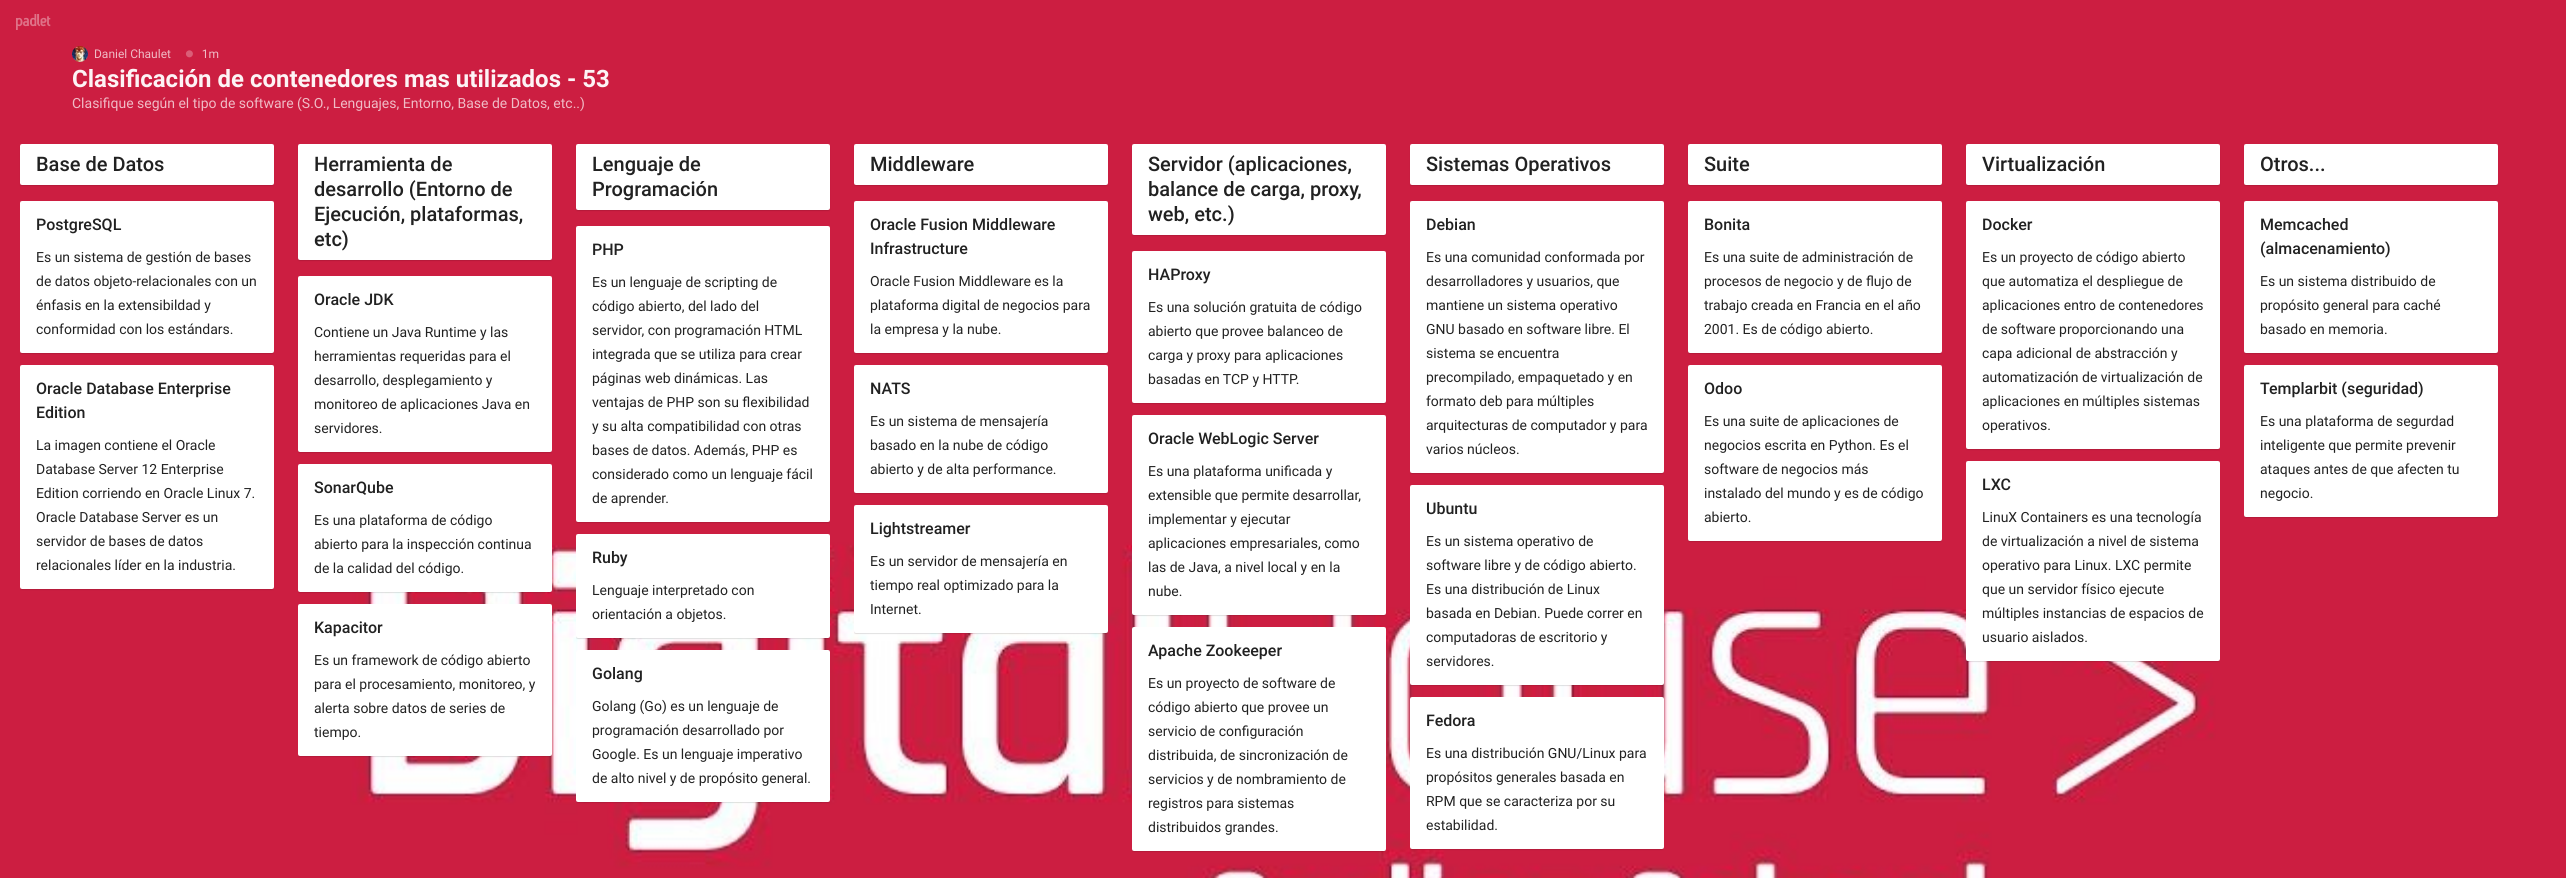 padlet
Daniel Chaulet 1m
Clasificación de contenedores mas utilizados - 53
Clasifique según el tipo de software (S.O., Lenguajes, Entorno, Base de Datos, etc..)
Base de Datos
PostgreSQL
Es un sistema de gestión de bases
de datos objeto-relacionales con un
énfasis en la extensibildad y
conformidad con los estándars.
Oracle Database Enterprise
Edition
La imagen contiene el Oracle
Database Server 12 Enterprise
Edition corriendo en Oracle Linux 7.
Oracle Database Server es un
servidor de bases de datos
relacionales líder en la industria.
Herramienta de
desarrollo (Entorno de
Ejecución, plataformas,
etc)
Oracle JDK
Contiene un Java Runtime y las
herramientas requeridas para el
desarrollo, desplegamiento y
monitoreo de aplicaciones Java en
servidores.
SonarQube
Es una plataforma de código
abierto para la inspección continua
de la calidad del código.
Kapacitor
Es un framework de código abierto
para el procesamiento, monitoreo, y
alerta sobre datos de series de
tiempo.
Lenguaje de
Programación
PHP
Es un lenguaje de scripting de
código abierto, del lado del
servidor, con programación HTML
integrada que se utiliza para crear
páginas web dinámicas. Las
ventajas de PHP son su flexibilidad
y su alta compatibilidad con otras
bases de datos. Además, PHP es
considerado como un lenguaje fácil
de aprender.
Ruby
Lenguaje interpretado con
orientación a objetos.
Golang
Golang (Go) es un lenguaje de
programación desarrollado por
Google. Es un lenguaje imperativo
de alto nivel y de propósito general.
Middleware
Oracle Fusion Middleware
Infrastructure
Oracle Fusion Middleware es la
plataforma digital de negocios para
la empresa y la nube.
NATS
Es un sistema de mensajería
basado en la nube de código
abierto y de alta performance.
Lightstreamer
Es un servidor de mensajería en
tiempo real optimizado para la
Internet.
Servidor (aplicaciones,
balance de carga, proxy,
web, etc.)
HAProxy
Es una solución gratuita de código
abierto que provee balanceo de
carga y proxy para aplicaciones
basadas en TCP y HTTP.
Oracle WebLogic Server
Es una plataforma unificada y
extensible que permite desarrollar,
implementar y ejecutar
aplicaciones empresariales, como
las de Java, a nivel local y en la
nube.
Apache Zookeeper
Es un proyecto de software de
código abierto que provee un
servicio de configuración
distribuida, de sincronización de
servicios y de nombramiento de
registros para sistemas
distribuidos grandes.
Sistemas Operativos
Debian
Es una comunidad conformada por
desarrolladores y usuarios, que
mantiene un sistema operativo
GNU basado en software libre. El
sistema se encuentra
precompilado, empaquetado y en
formato deb para múltiples
arquitecturas de computador y para
varios núcleos.
Ubuntu
Es un sistema operativo de
software libre y de código abierto.
Es una distribución de Linux
basada en Debian. Puede correr en
computadoras de escritorio y
servidores.
Fedora
Es una distribución GNU/Linux para
propósitos generales basada en
RPM que se caracteriza por su
estabilidad.
Suite
Bonita
Es una suite de administración de
procesos de negocio y de flujo de
trabajo creada en Francia en el año
2001. Es de código abierto.
Odoo
Es una suite de aplicaciones de
negocios escrita en Python. Es el
software de negocios más
instalado del mundo y es de código
abierto.
Virtualización
Docker
Es un proyecto de código abierto
que automatiza el despliegue de
aplicaciones entro de contenedores
de software proporcionando una
capa adicional de abstracción y
automatización de virtualización de
aplicaciones en múltiples sistemas
operativos.
LXC
LinuX Containers es una tecnología
de virtualización a nivel de sistema
operativo para Linux. LXC permite
que un servidor físico ejecute
múltiples instancias de espacios de
usuario aislados.
Otros...
Memcached
(almacenamiento)
Es un sistema distribuido de
propósito general para caché
basado en memoria.
Templarbit (seguridad)
Es una plataforma de segurdad
inteligente que permite prevenir
ataques antes de que afecten tu
negocio.